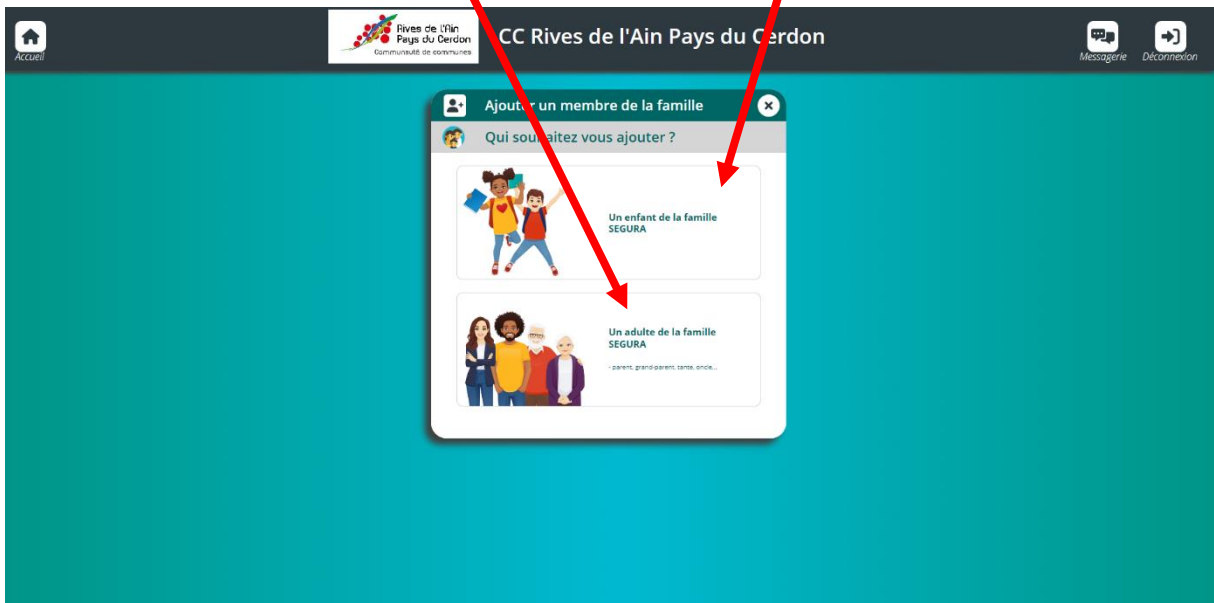 Accueil
Rives de l'Ain
Pays du Cerdon
Communauté de communes
CC Rives de l'Ain Pays du Cerdon
Messagerie
Déconnexion
Ajouter un membre de la famille
Qui souhaitez vous ajouter ?
Un enfant de la famille
SEGURA
Un adulte de la famille
SEGURA
- parent, grand-parent, tante, oncle...